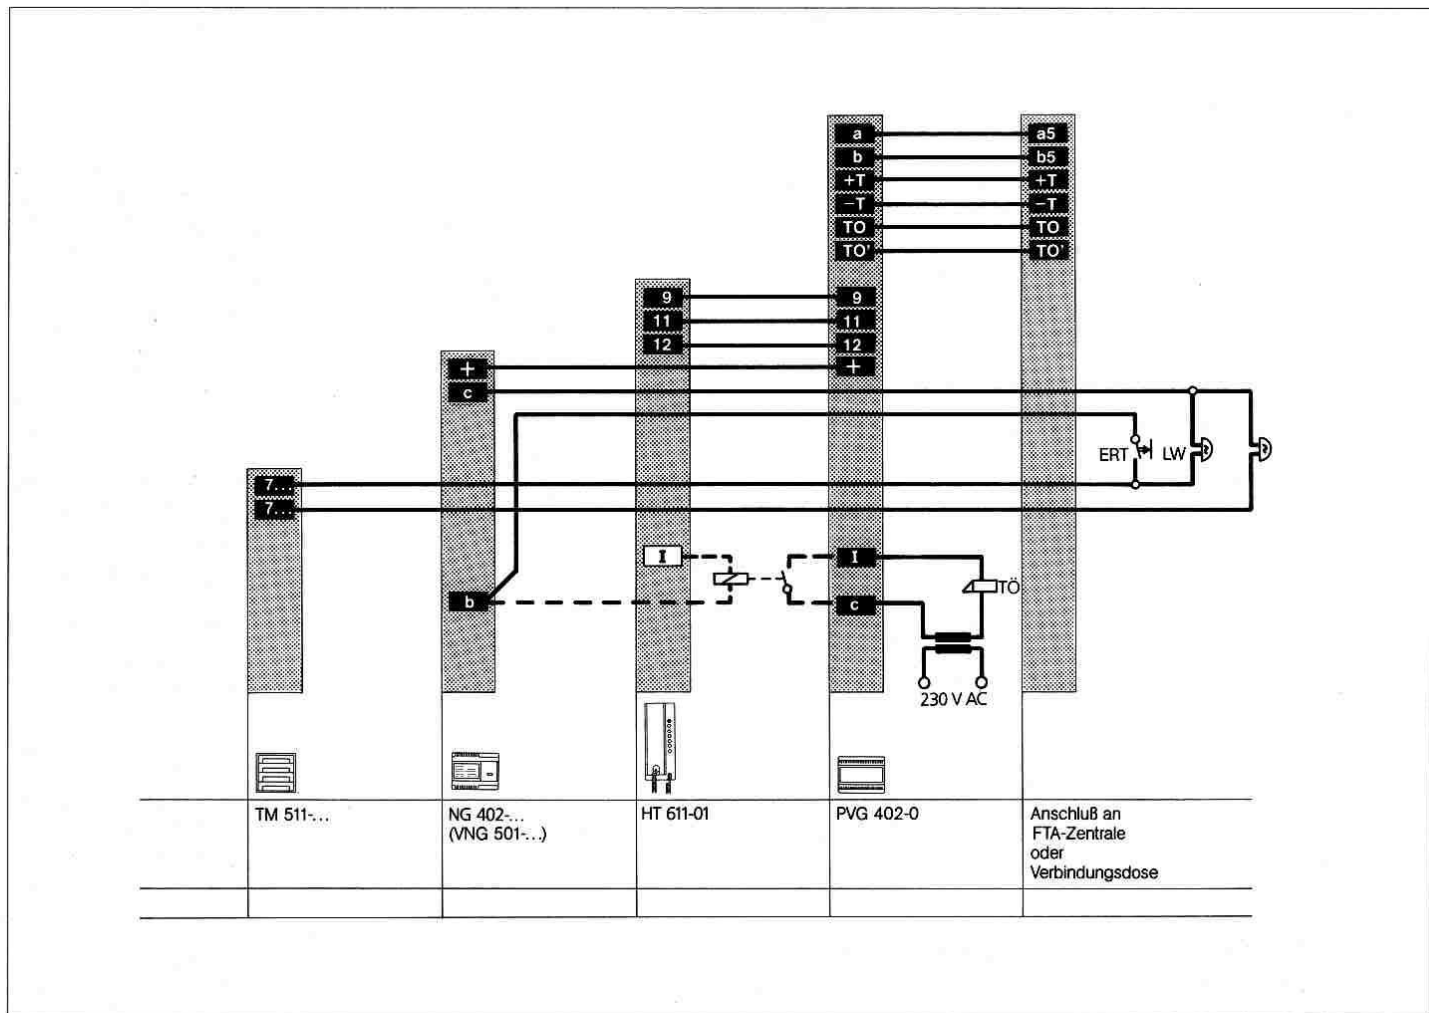 a a5
b b5
+T +T
−T −T
TO TO
TO' TO'
9 9
11 11
12 12
+ +
c
ERT LW
7...
7...
I I
TÖ
b c
230 V AC
TM 511-...
NG 402-...
(VNG 501-...)
HT 611-01
PVG 402-0
Anschluß an
FTA-Zentrale
oder
Verbindungsdose